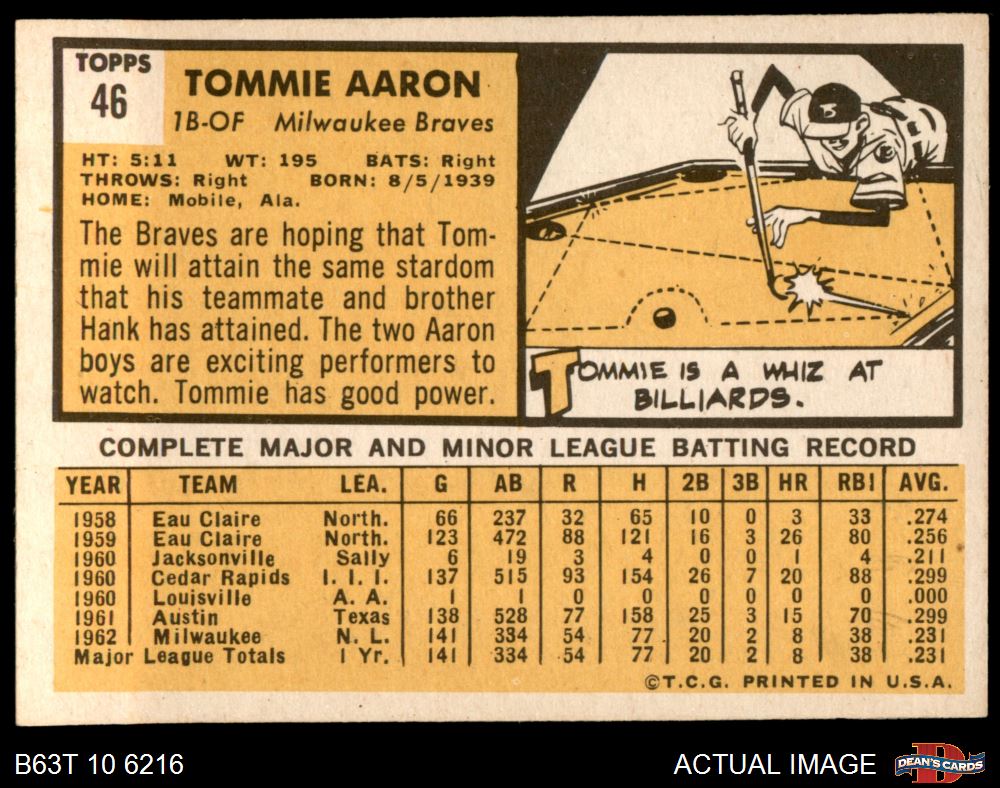 TOPPS
46
TOMMIE AARON
1B-OF Milwaukee Braves
HT: 5:11 WT: 195 BATS: Right
THROWS: Right BORN: 8/5/1939
HOME: Mobile, Ala.
The Braves are hoping that Tom-
mie will attain the same stardom
that his teammate and brother
Hank has attained. The two Aaron
boys are exciting performers to
watch. Tommie has good power.
B
TOMMIE IS A WHIZ AT
BILLIARDS.
COMPLETE MAJOR AND MINOR LEAGUE BATTING RECORD
YEAR TEAM LEA. G AB R H 2B 3B HR RBI AVG.
1958 Eau Claire North. 66 237 32 65 10 0 3 33 .274
1959 Eau Claire North. 123 472 88 121 16 3 26 80 .256
1960 Jacksonville Sally 6 19 3 4 0 0 1 4 .211
1960 Cedar Rapids I. I. I. 137 515 93 154 26 7 20 88 .299
1960 Louisville A. A. 1 1 0 0 0 0 0 0 .000
1961 Austin Texas 138 528 77 158 25 3 15 70 .299
1962 Milwaukee N. L. 141 334 54 77 20 2 8 38 .231
Major League Totals 1 Yr. 141 334 54 77 20 2 8 38 .231
©T.C.G. PRINTED IN U.S.A.
B63T 10 6216
ACTUAL IMAGE
D
DEAN'S CARDS